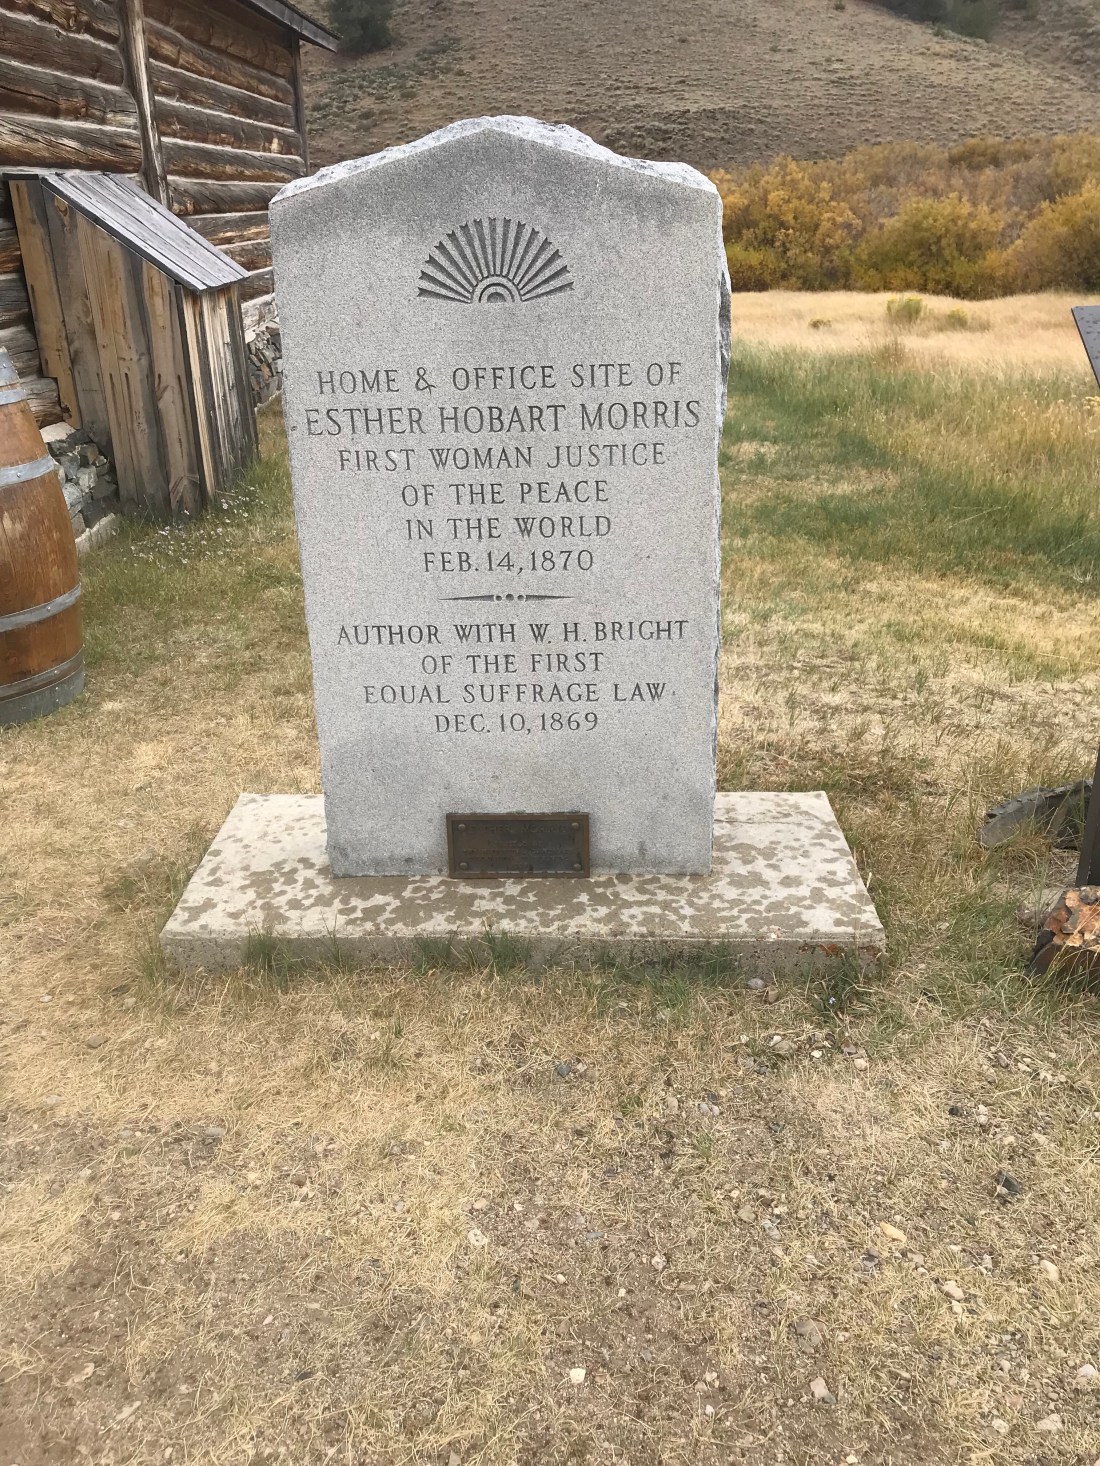 HOME & OFFICE SITE OF
ESTHER HOBART MORRIS
FIRST WOMAN JUSTICE
OF THE PEACE
IN THE WORLD
FEB. 14, 1870
AUTHOR WITH W. H. BRIGHT
OF THE FIRST
EQUAL SUFFRAGE LAW
DEC. 10, 1869